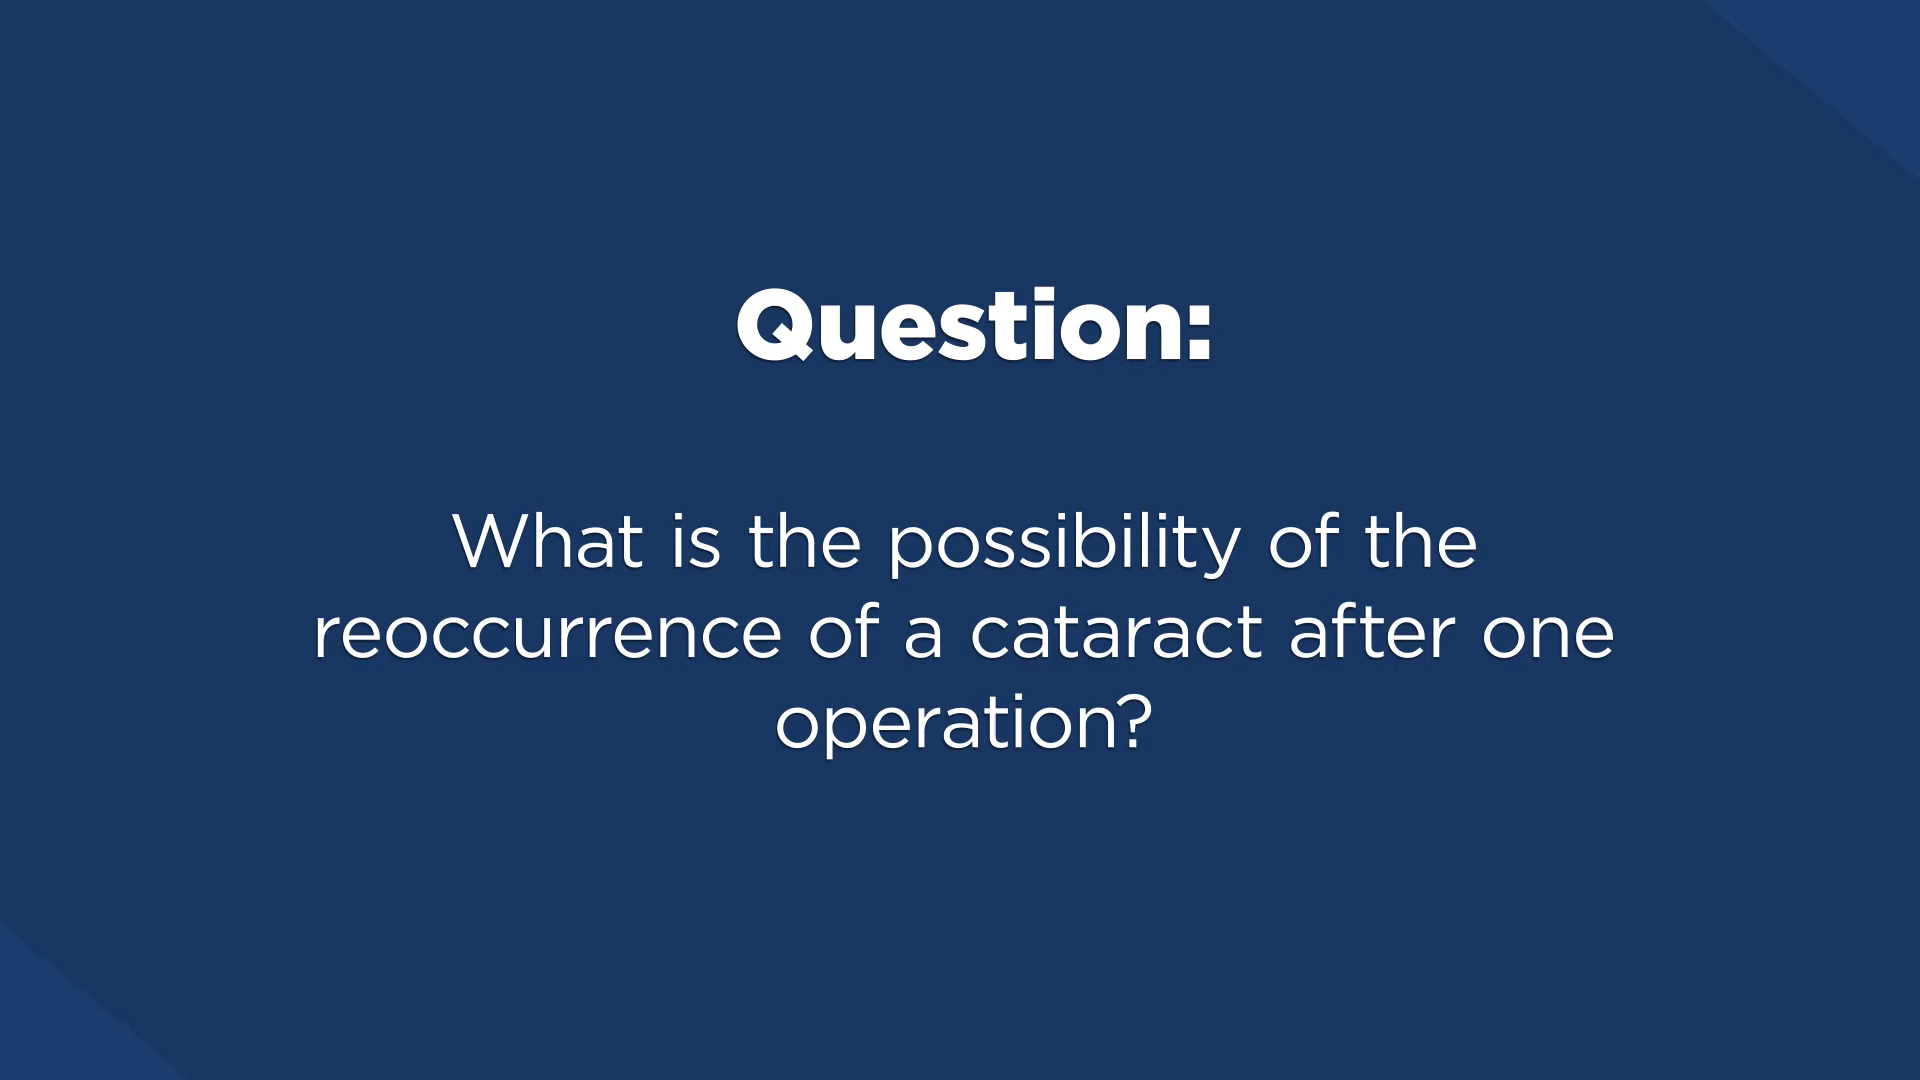 Question:
What is the possibility of the
reoccurrence of a cataract after one
operation?